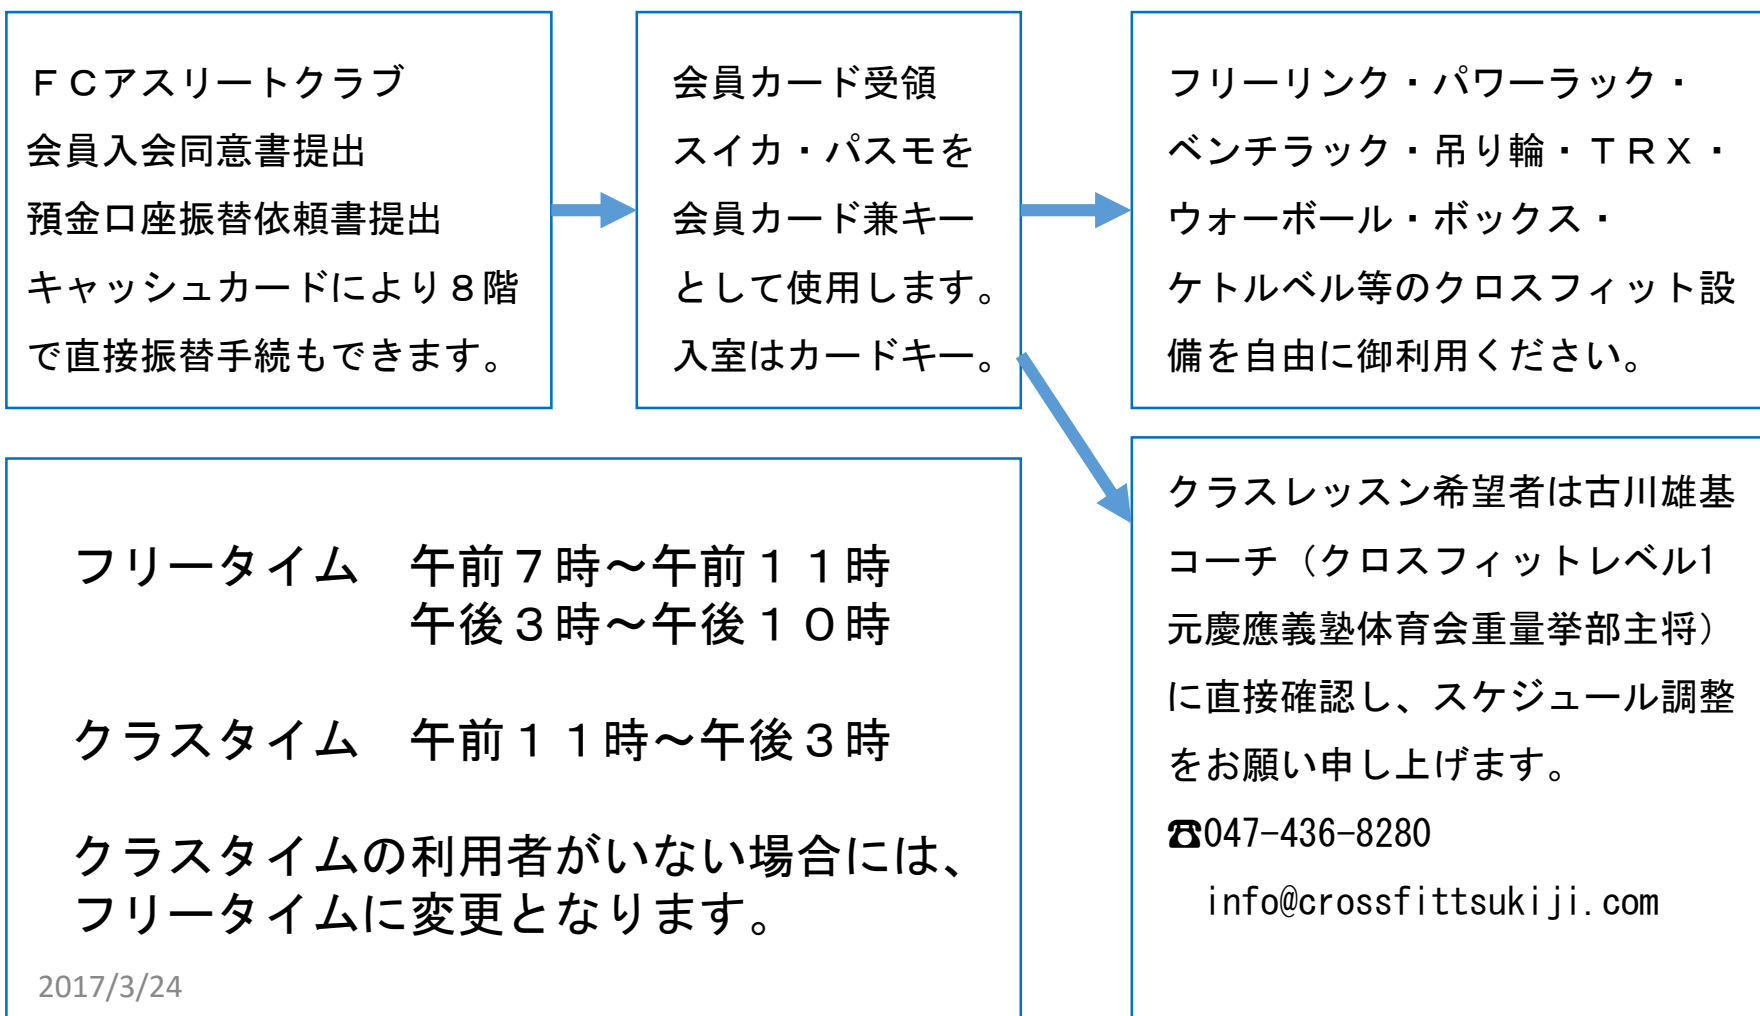 ＦＣアスリートクラブ
会員入会同意書提出
預金口座振替依頼書提出
キャッシュカードにより８階
で直接振替手続もできます。
会員カード受領
スイカ・パスモを
会員カード兼キー
として使用します。
入室はカードキー。
フリーリンク・パワーラック・
ベンチラック・吊り輪・ＴＲＸ・
ウォーボール・ボックス・
ケトルベル等のクロスフィット設
備を自由に御利用ください。
フリータイム　午前７時～午前１１時
午後３時～午後１０時
クラスタイム　午前１１時～午後３時
クラスタイムの利用者がいない場合には、
フリータイムに変更となります。
2017/3/24
クラスレッスン希望者は古川雄基
コーチ（クロスフィットレベル1
元慶應義塾体育会重量挙部主将）
に直接確認し、スケジュール調整
をお願い申し上げます。
☎047-436-8280
info@crossfittsukiji.com